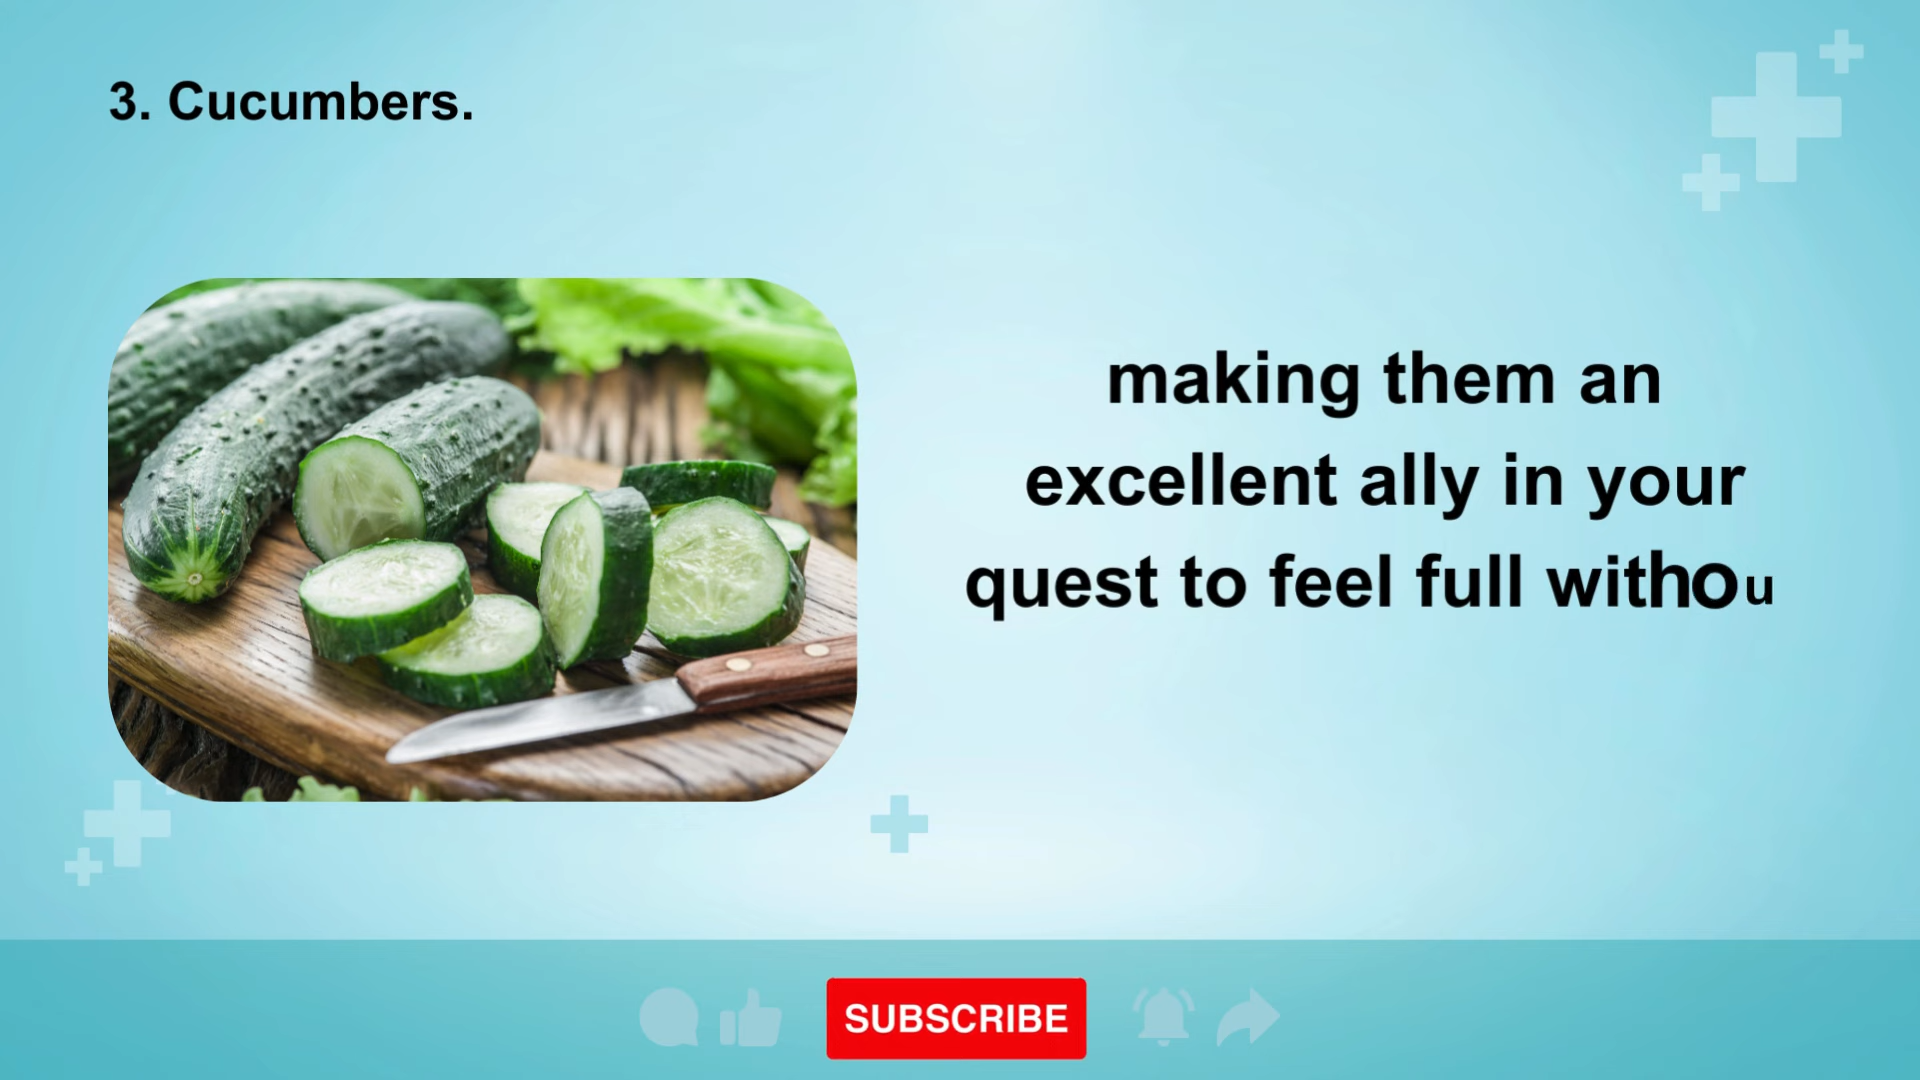 3. Cucumbers.
making them an
excellent ally in your
quest to feel full withou
SUBSCRIBE